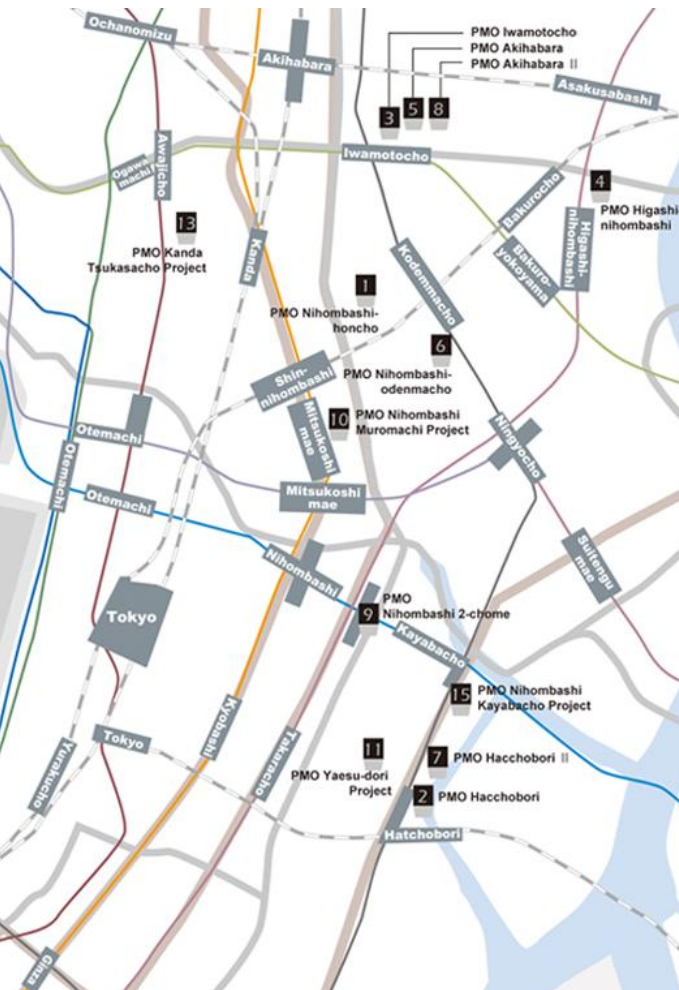 Ochanomizu
Akihabara
PMO Iwamotocho
PMO Akihabara
PMO Akihabara II
Asakusabashi
3
5
8
Awajicho
Ogawa
machi
Iwamotocho
Bakurocho
4
PMO Higashi-
nihombashi
13
PMO Kanda
Tsukasacho Project
Kanda
Kodemmacho
Bakuro-
yokoyama
Higashi-
nihombashi
1
PMO Nihombashi-
honcho
6
PMO Nihombashi-
odenmacho
Shin-
nihombashi
10
PMO Nihombashi
Muromachi Project
Mitsukoshi
mae
Ningyocho
Otemachi
Otemachi
Otemachi
Mitsukoshi
mae
Nihombashi
Suitengu
mae
Tokyo
9
PMO
Nihombashi 2-chome
Kayabacho
15
PMO Nihombashi
Kayabacho Project
Kyobashi
Takaracho
Tokyo
Yurakucho
11
PMO Yaesu-dori
Project
7
PMO Hacchobori II
2
PMO Hacchobori
Hatchobori
Ginza